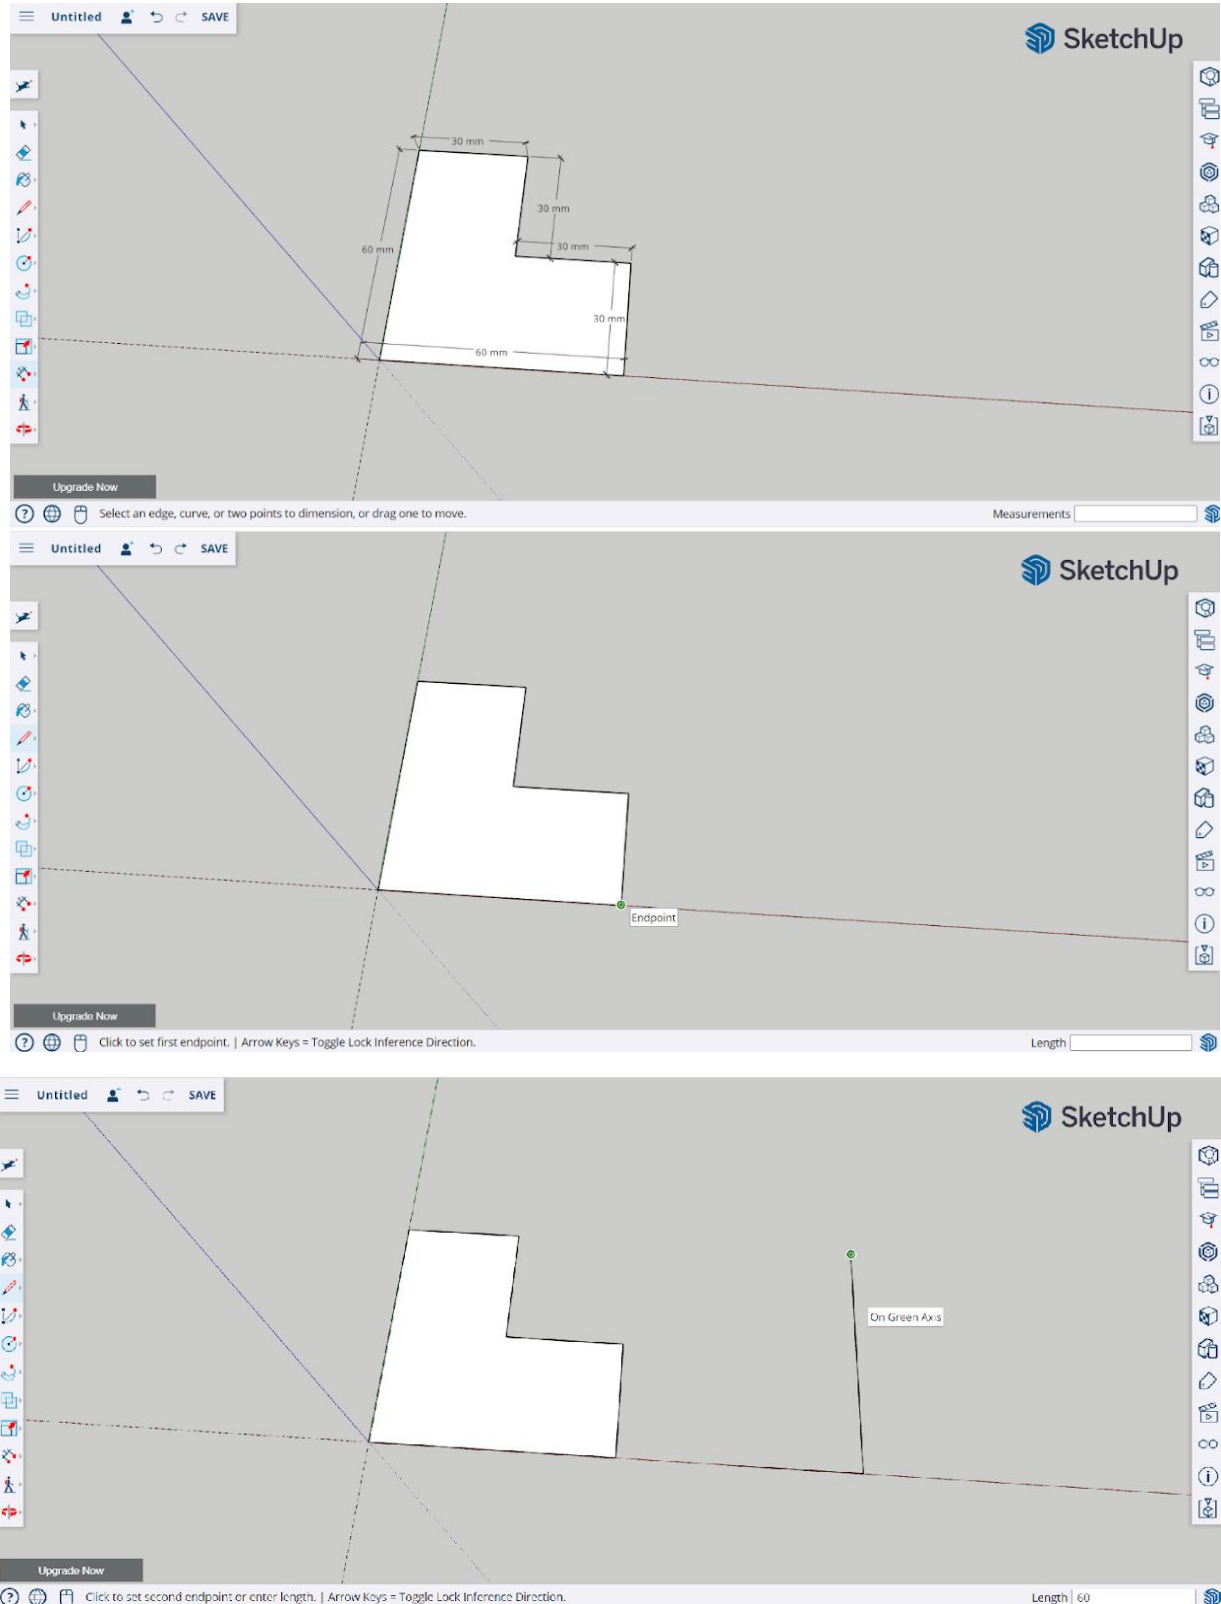 Untitled SAVE
SketchUp
30 mm
30 mm
30 mm
60 mm
30 mm
60 mm
Upgrade Now
Select an edge, curve, or two points to dimension, or drag one to move.
Measurements
Untitled SAVE
SketchUp
Endpoint
Upgrade Now
Click to set first endpoint. | Arrow Keys = Toggle Lock Inference Direction.
Length
Untitled SAVE
SketchUp
On Green Axis
Upgrade Now
Click to set second endpoint or enter length. | Arrow Keys = Toggle Lock Inference Direction.
Length 60